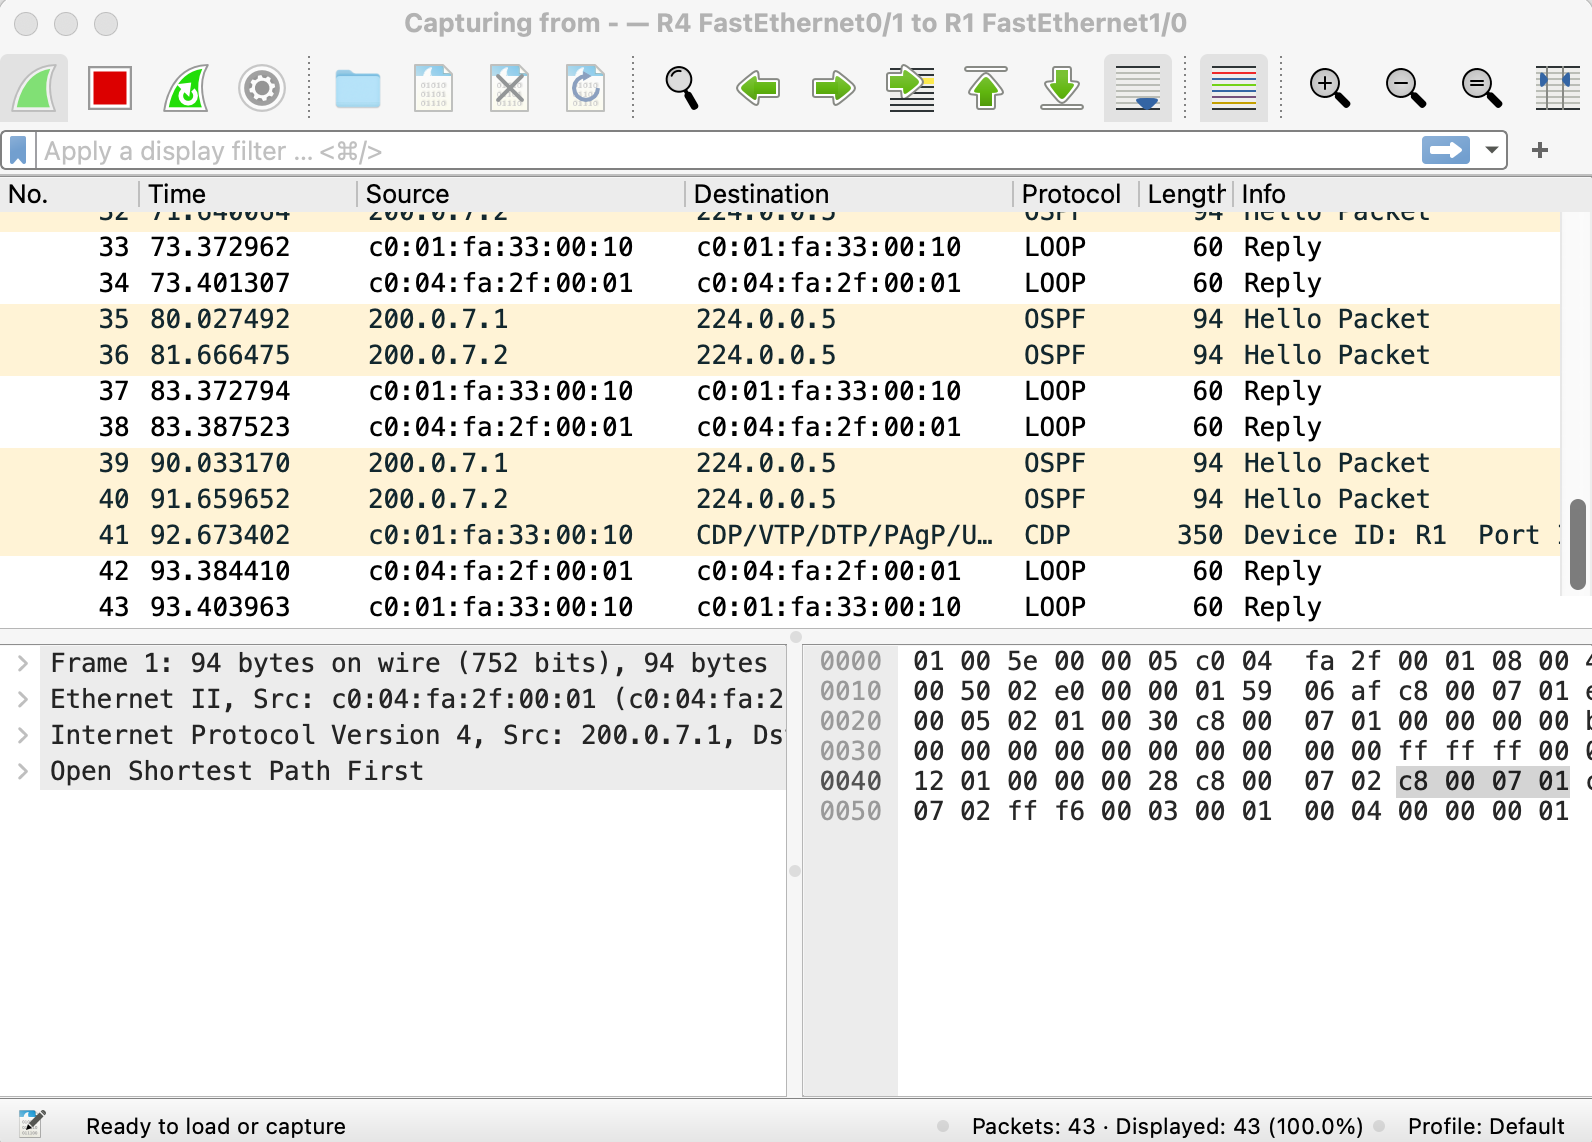 Capturing from - — R4 FastEthernet0/1 to R1 FastEthernet1/0
Apply a display filter ... <⌘/>
No. Time Source Destination Protocol Length Info
32 71.640064 200.0.7.2 224.0.0.5 OSPF 94 Hello Packet
33 73.372962 c0:01:fa:33:00:10 c0:01:fa:33:00:10 LOOP 60 Reply
34 73.401307 c0:04:fa:2f:00:01 c0:04:fa:2f:00:01 LOOP 60 Reply
35 80.027492 200.0.7.1 224.0.0.5 OSPF 94 Hello Packet
36 81.666475 200.0.7.2 224.0.0.5 OSPF 94 Hello Packet
37 83.372794 c0:01:fa:33:00:10 c0:01:fa:33:00:10 LOOP 60 Reply
38 83.387523 c0:04:fa:2f:00:01 c0:04:fa:2f:00:01 LOOP 60 Reply
39 90.033170 200.0.7.1 224.0.0.5 OSPF 94 Hello Packet
40 91.659652 200.0.7.2 224.0.0.5 OSPF 94 Hello Packet
41 92.673402 c0:01:fa:33:00:10 CDP/VTP/DTP/PAgP/U… CDP 350 Device ID: R1 Port
42 93.384410 c0:04:fa:2f:00:01 c0:04:fa:2f:00:01 LOOP 60 Reply
43 93.403963 c0:01:fa:33:00:10 c0:01:fa:33:00:10 LOOP 60 Reply
Frame 1: 94 bytes on wire (752 bits), 94 bytes
Ethernet II, Src: c0:04:fa:2f:00:01 (c0:04:fa:2
Internet Protocol Version 4, Src: 200.0.7.1, Ds
Open Shortest Path First
0000 01 00 5e 00 00 05 c0 04 fa 2f 00 01 08 00
0010 00 50 02 e0 00 00 01 59 06 af c8 00 07 01
0020 00 05 02 01 00 30 c8 00 07 01 00 00 00 00
0030 00 00 00 00 00 00 00 00 00 00 ff ff ff 00
0040 12 01 00 00 00 28 c8 00 07 02 c8 00 07 01
0050 07 02 ff f6 00 03 00 01 00 04 00 00 00 01
Ready to load or capture
Packets: 43 · Displayed: 43 (100.0%)
Profile: Default